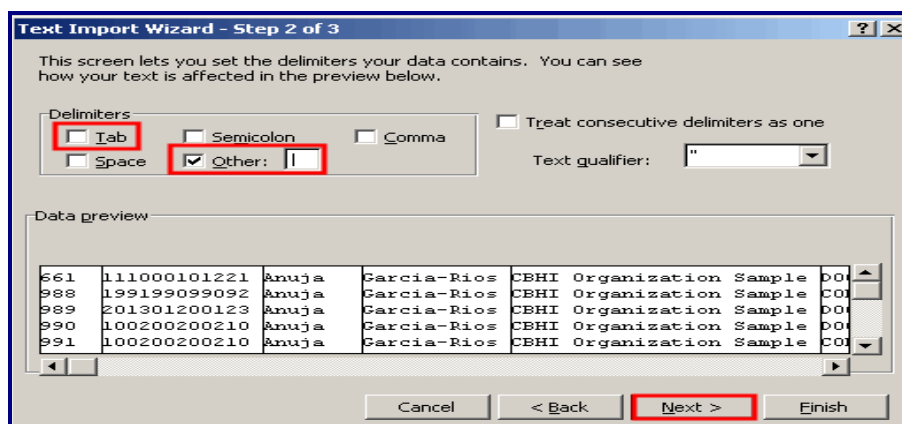 Text Import Wizard - Step 2 of 3
This screen lets you set the delimiters your data contains. You can see
how your text is affected in the preview below.
Delimiters
Tab Semicolon Comma
Space Other: |
Treat consecutive delimiters as one
Text qualifier: "
Data preview
661 111000101221 Anuja Garcia-Rios CBHI Organization Sample
988 199199099092 Anuja Garcia-Rios CBHI Organization Sample
989 201301200123 Anuja Garcia-Rios CBHI Organization Sample
990 100200200210 Anuja Garcia-Rios CBHI Organization Sample
991 100200200210 Anuja Garcia-Rios CBHI Organization Sample
Cancel < Back Next > Finish